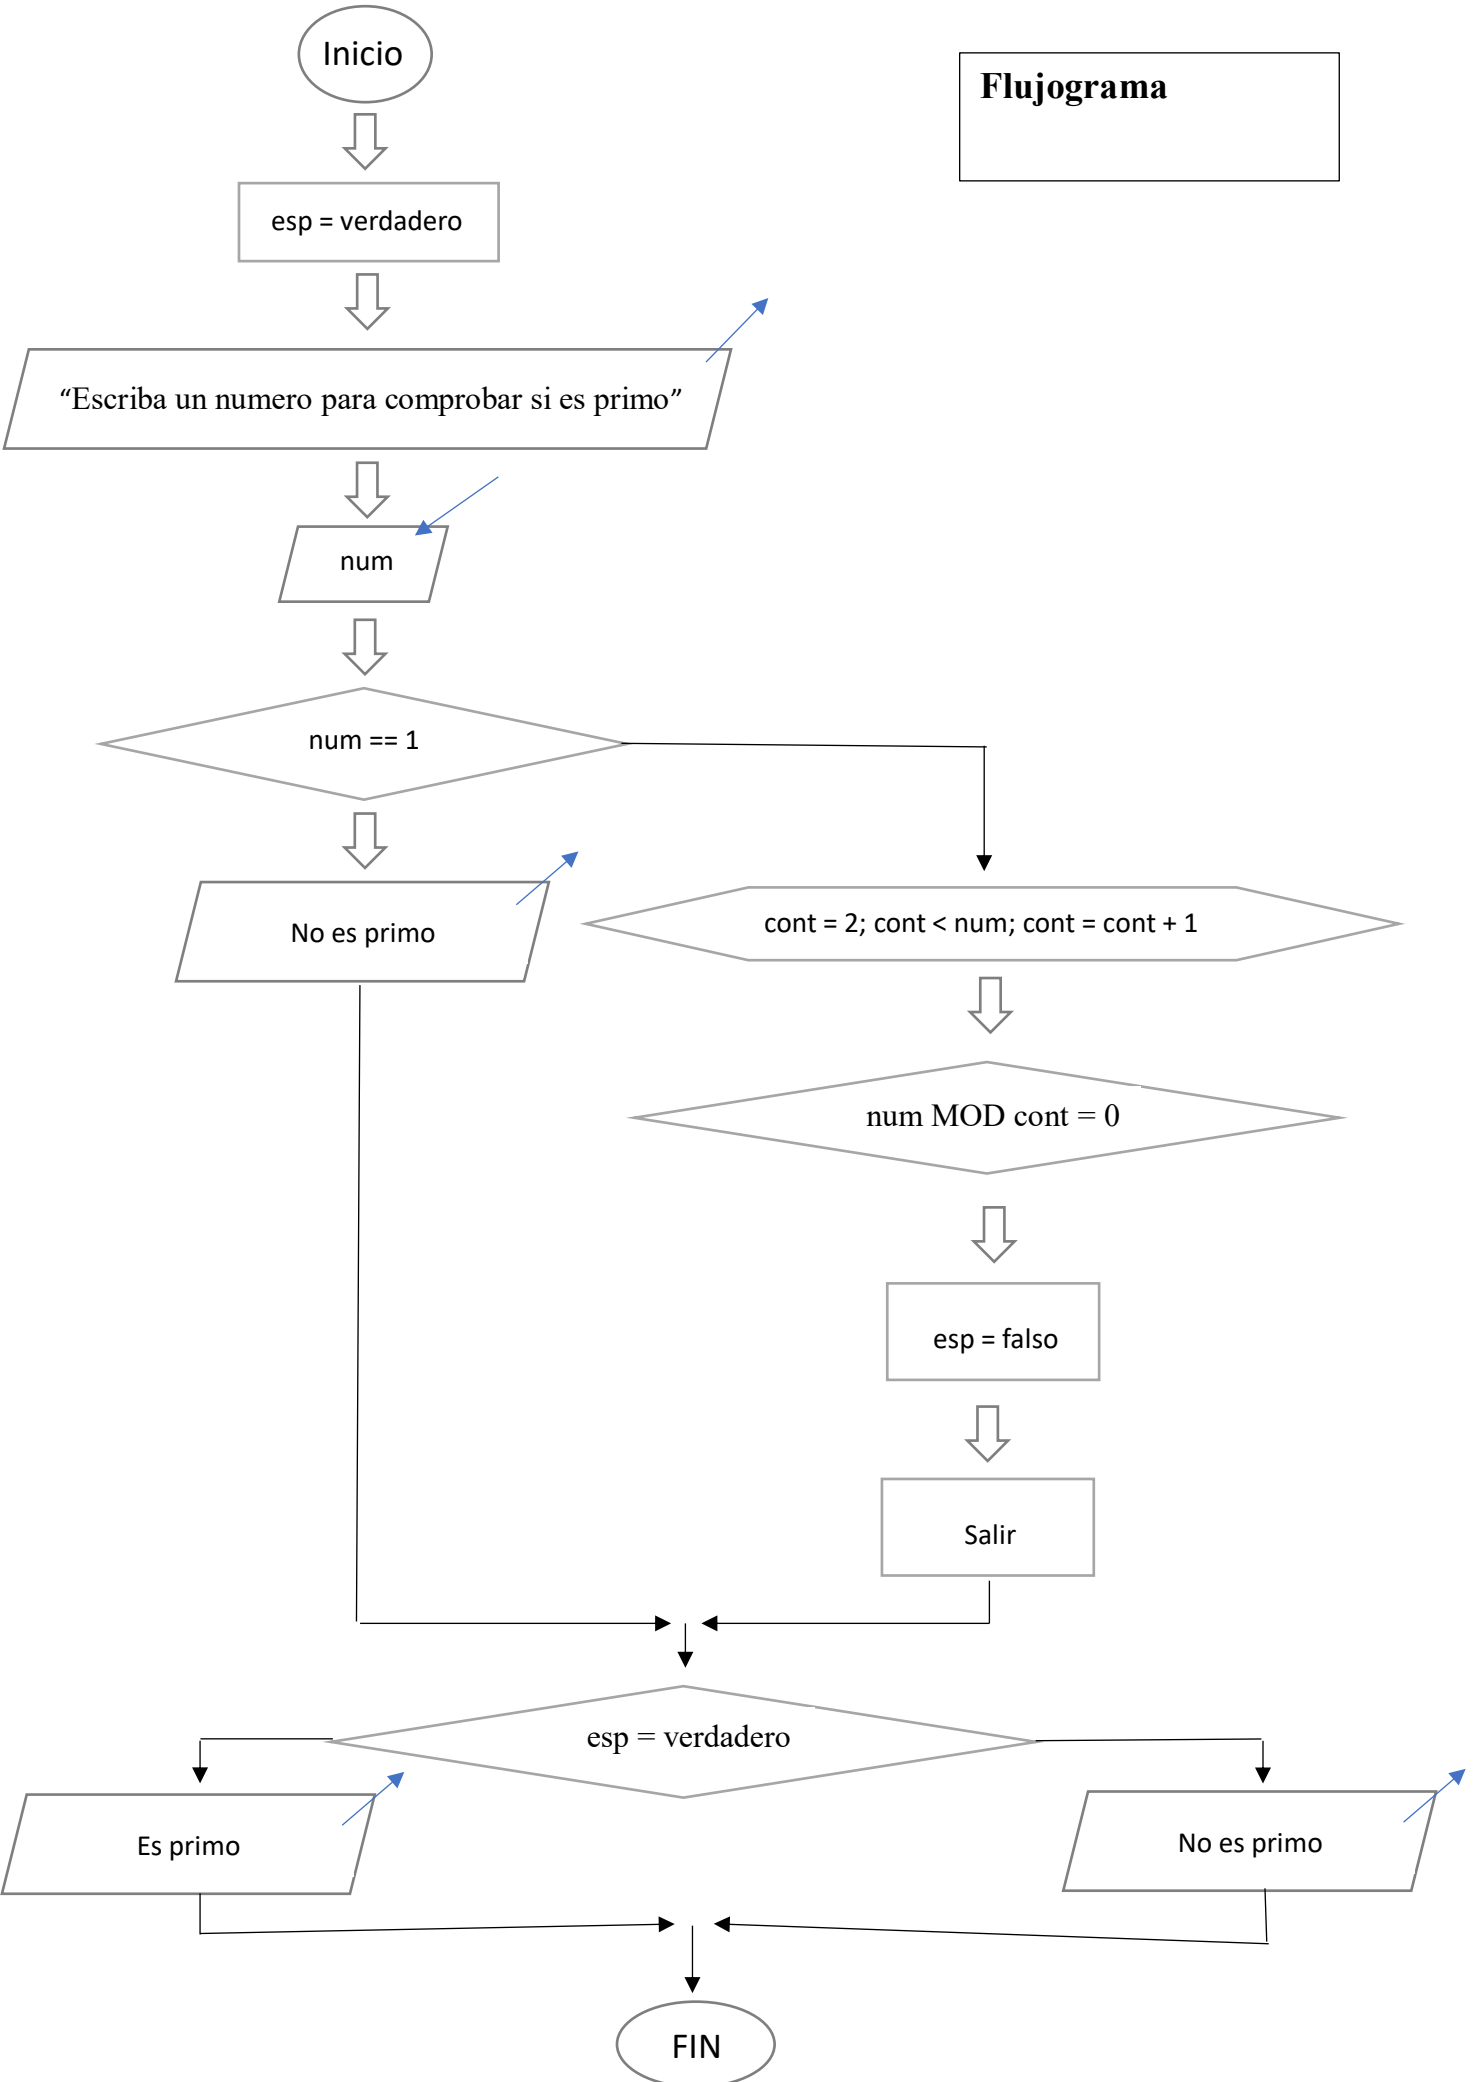 Inicio
Flujograma
esp = verdadero
“Escriba un numero para comprobar si es primo”
num
num == 1
No es primo
cont = 2; cont < num; cont = cont + 1
num MOD cont = 0
esp = falso
Salir
esp = verdadero
Es primo
No es primo
FIN